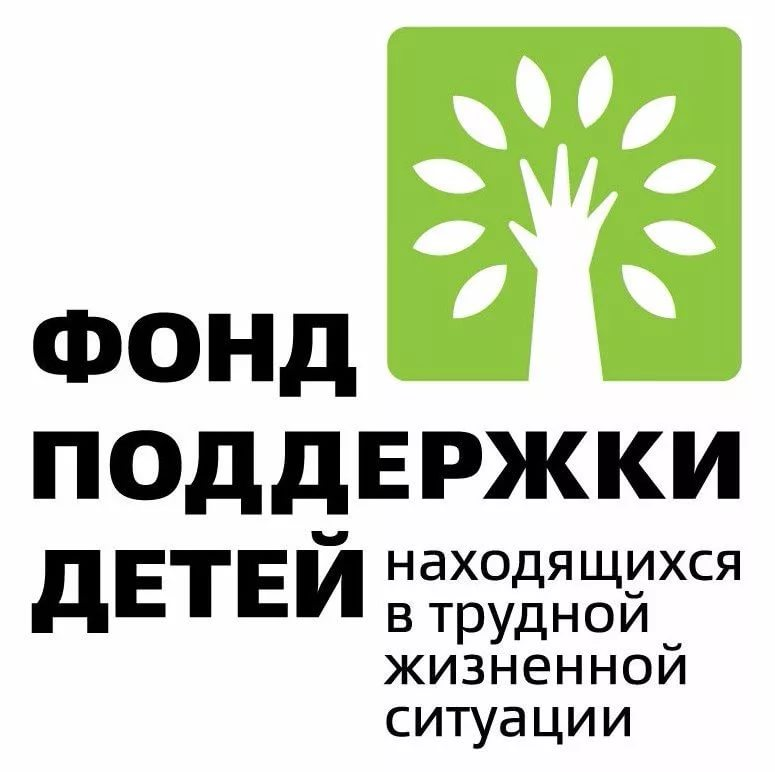 ФОНД
ПОДДЕРЖКИ
ДЕТЕЙ
находящихся
в трудной
жизненной
ситуации